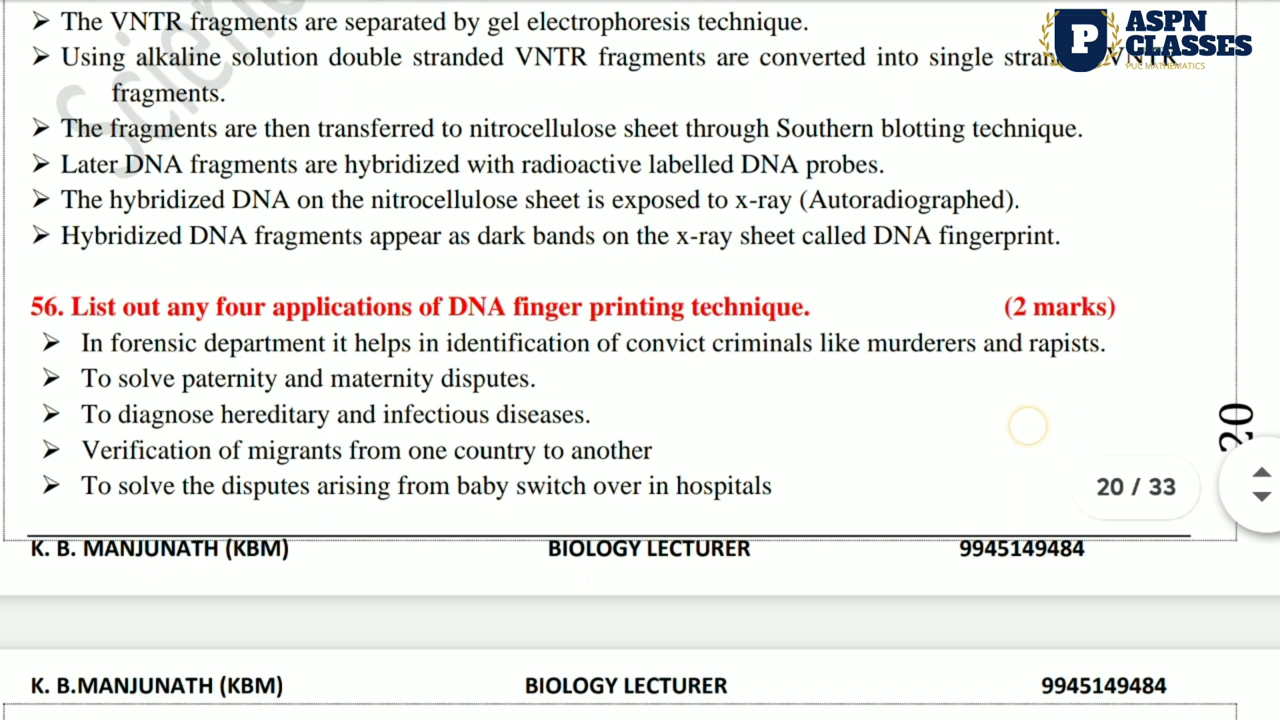 ➤ The VNTR fragments are separated by gel electrophoresis technique.
➤ Using alkaline solution double stranded VNTR fragments are converted into single VNTR
fragments.
➤ The fragments are then transferred to nitrocellulose sheet through Southern blotting technique.
➤ Later DNA fragments are hybridized with radioactive labelled DNA probes.
➤ The hybridized DNA on the nitrocellulose sheet is exposed to x-ray (Autoradiographed).
➤ Hybridized DNA fragments appear as dark bands on the x-ray sheet called DNA fingerprint.
56. List out any four applications of DNA finger printing technique. (2 marks)
➤ In forensic department it helps in identification of convict criminals like murderers and rapists.
➤ To solve paternity and maternity disputes.
➤ To diagnose hereditary and infectious diseases.
➤ Verification of migrants from one country to another
➤ To solve the disputes arising from baby switch over in hospitals
K. B. MANJUNATH (KBM) BIOLOGY LECTURER 9945149484
K. B.MANJUNATH (KBM) BIOLOGY LECTURER 9945149484
P
ASPN
CLASSES
PUC MATHEMATICS
20
20 / 33